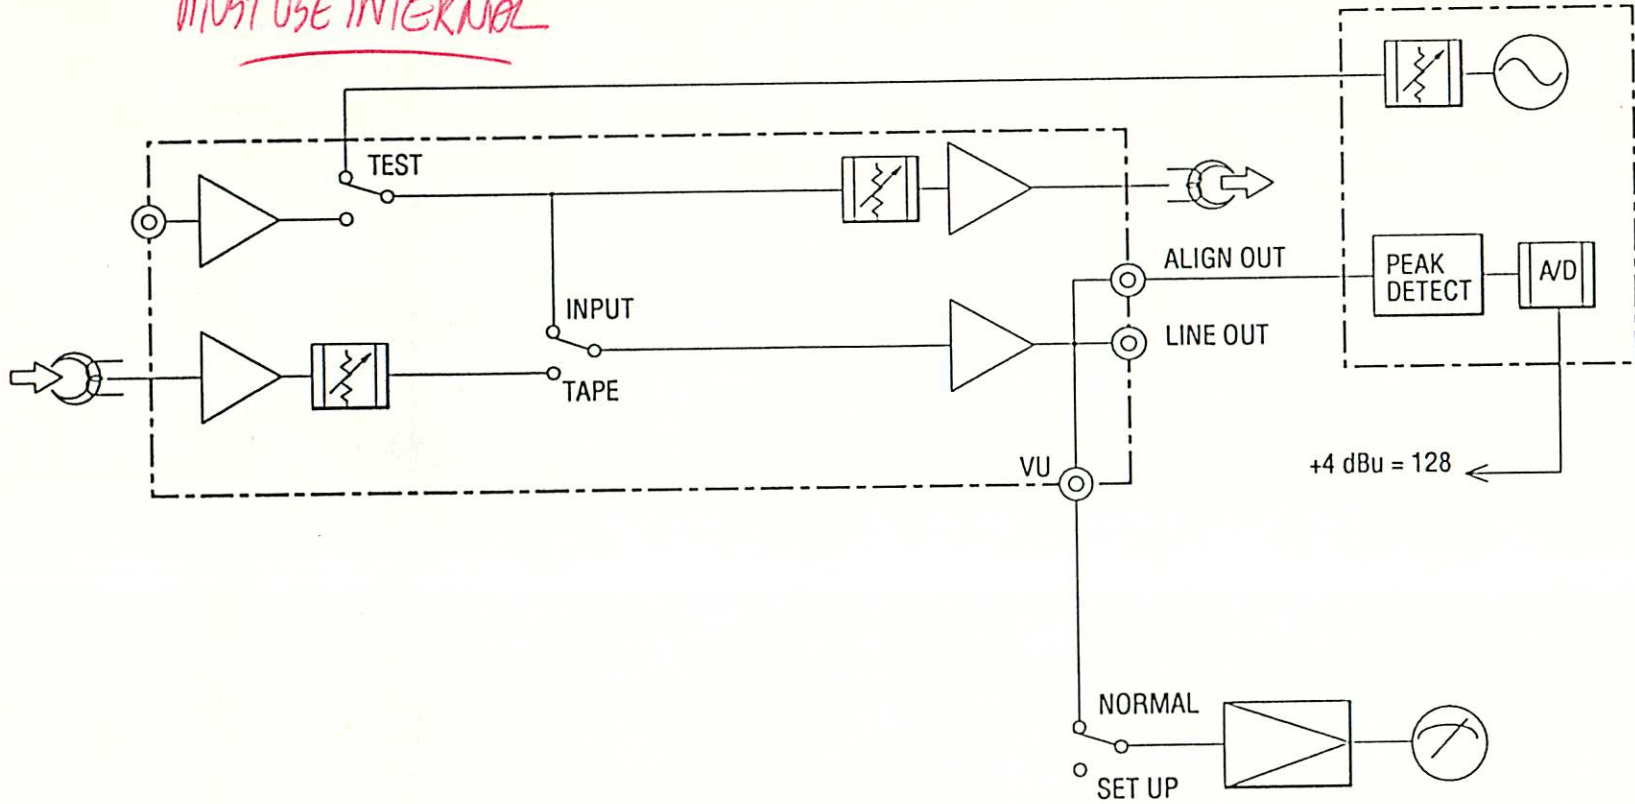 MUST USE INTERNAL
TEST
ALIGN OUT
PEAK
DETECT
A/D
INPUT
LINE OUT
TAPE
VU
+4 dBu = 128
NORMAL
SET UP